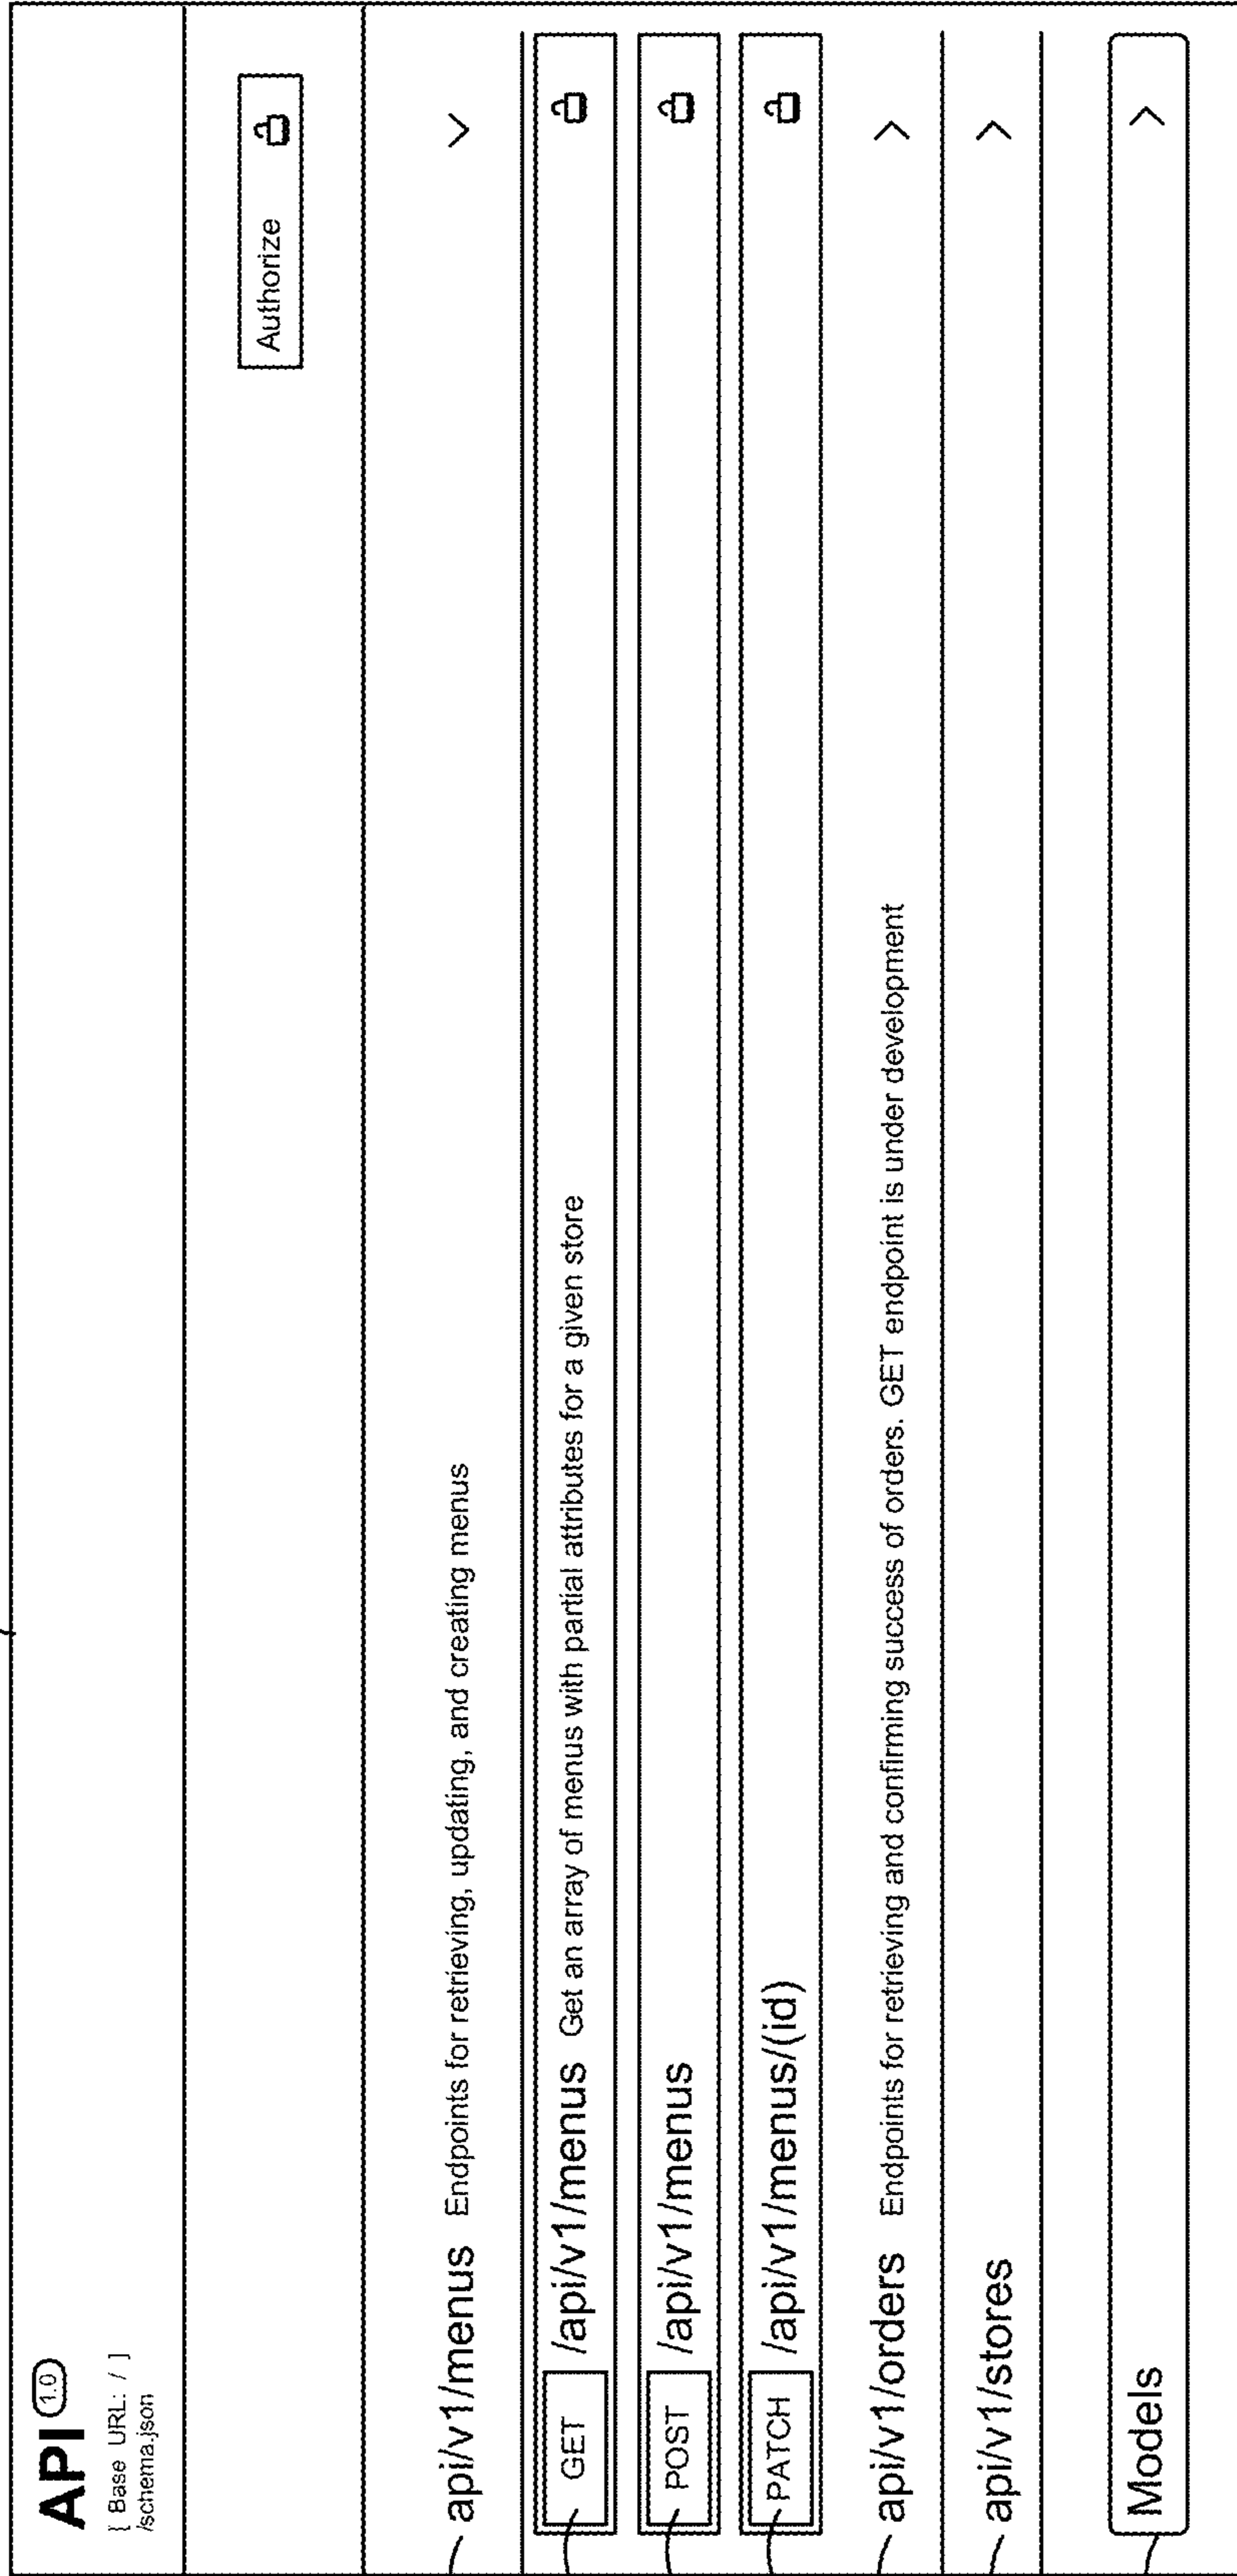 API 1.0
[ Base URL: / ]
/schema.json
Authorize
api/v1/menus Endpoints for retrieving, updating, and creating menus
GET /api/v1/menus Get an array of menus with partial attributes for a given store
POST /api/v1/menus
PATCH /api/v1/menus/(id)
api/v1/orders Endpoints for retrieving and confirming success of orders. GET endpoint is under development
api/v1/stores
Models